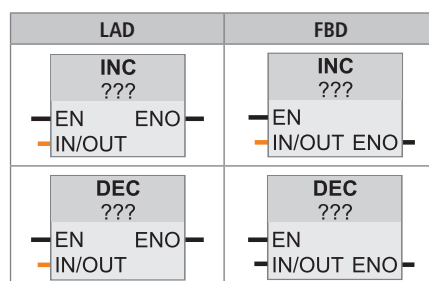 LAD FBD
INC
???
EN ENO
IN/OUT
INC
???
EN
IN/OUT ENO
DEC
???
EN ENO
IN/OUT
DEC
???
EN
IN/OUT ENO